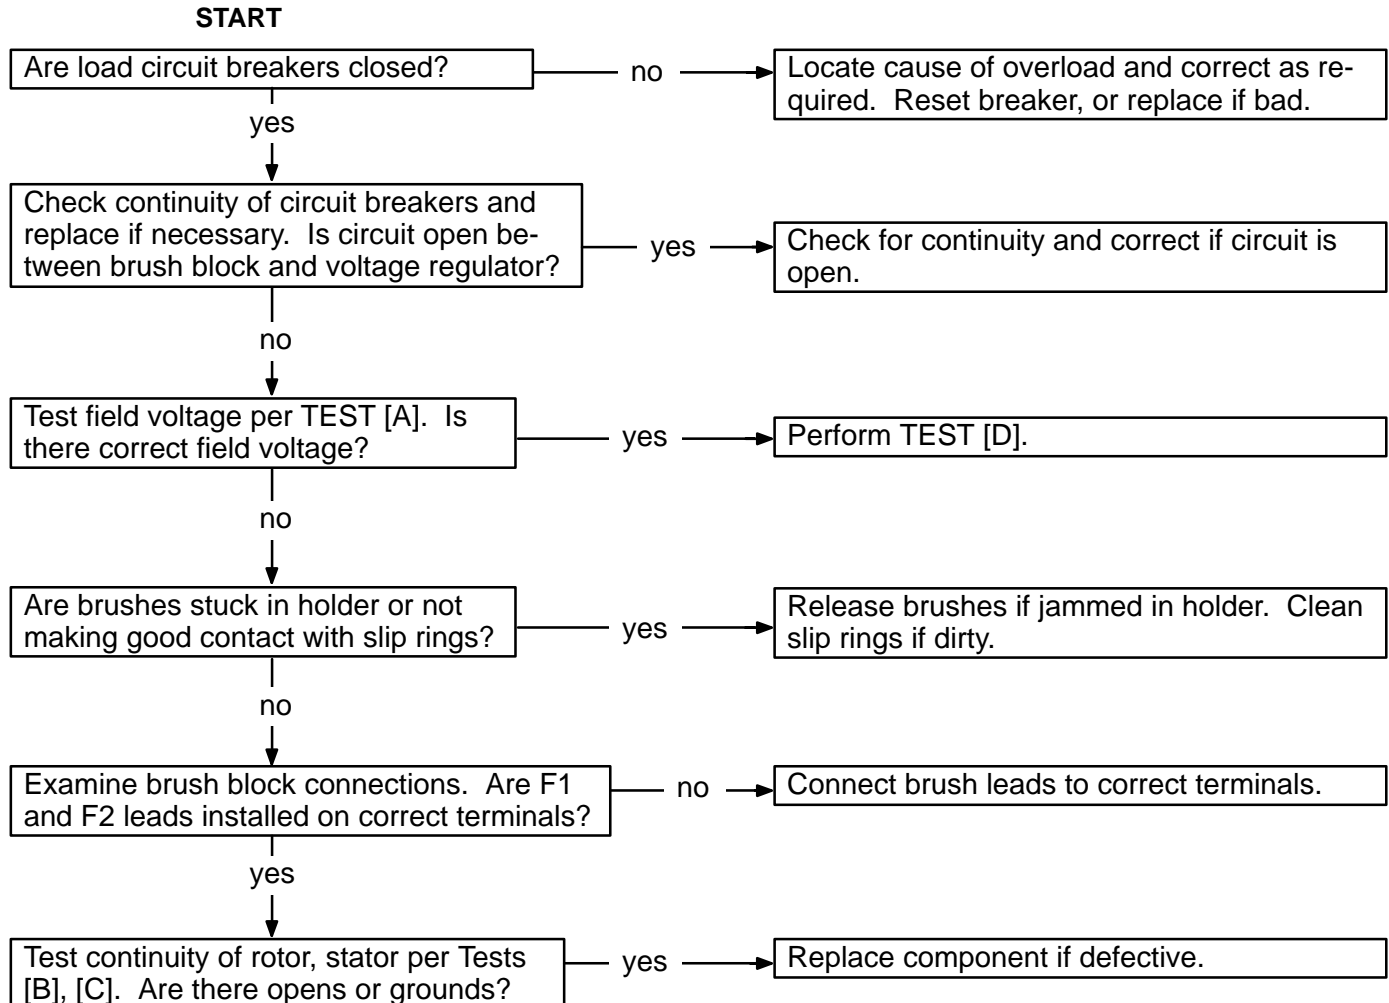 START
Are load circuit breakers closed?
no
Locate cause of overload and correct as re-
quired. Reset breaker, or replace if bad.
yes
Check continuity of circuit breakers and
replace if necessary. Is circuit open be-
tween brush block and voltage regulator?
yes
Check for continuity and correct if circuit is
open.
no
Test field voltage per TEST [A]. Is
there correct field voltage?
yes
Perform TEST [D].
no
Are brushes stuck in holder or not
making good contact with slip rings?
yes
Release brushes if jammed in holder. Clean
slip rings if dirty.
no
Examine brush block connections. Are F1
and F2 leads installed on correct terminals?
no
Connect brush leads to correct terminals.
yes
Test continuity of rotor, stator per Tests
[B], [C]. Are there opens or grounds?
yes
Replace component if defective.